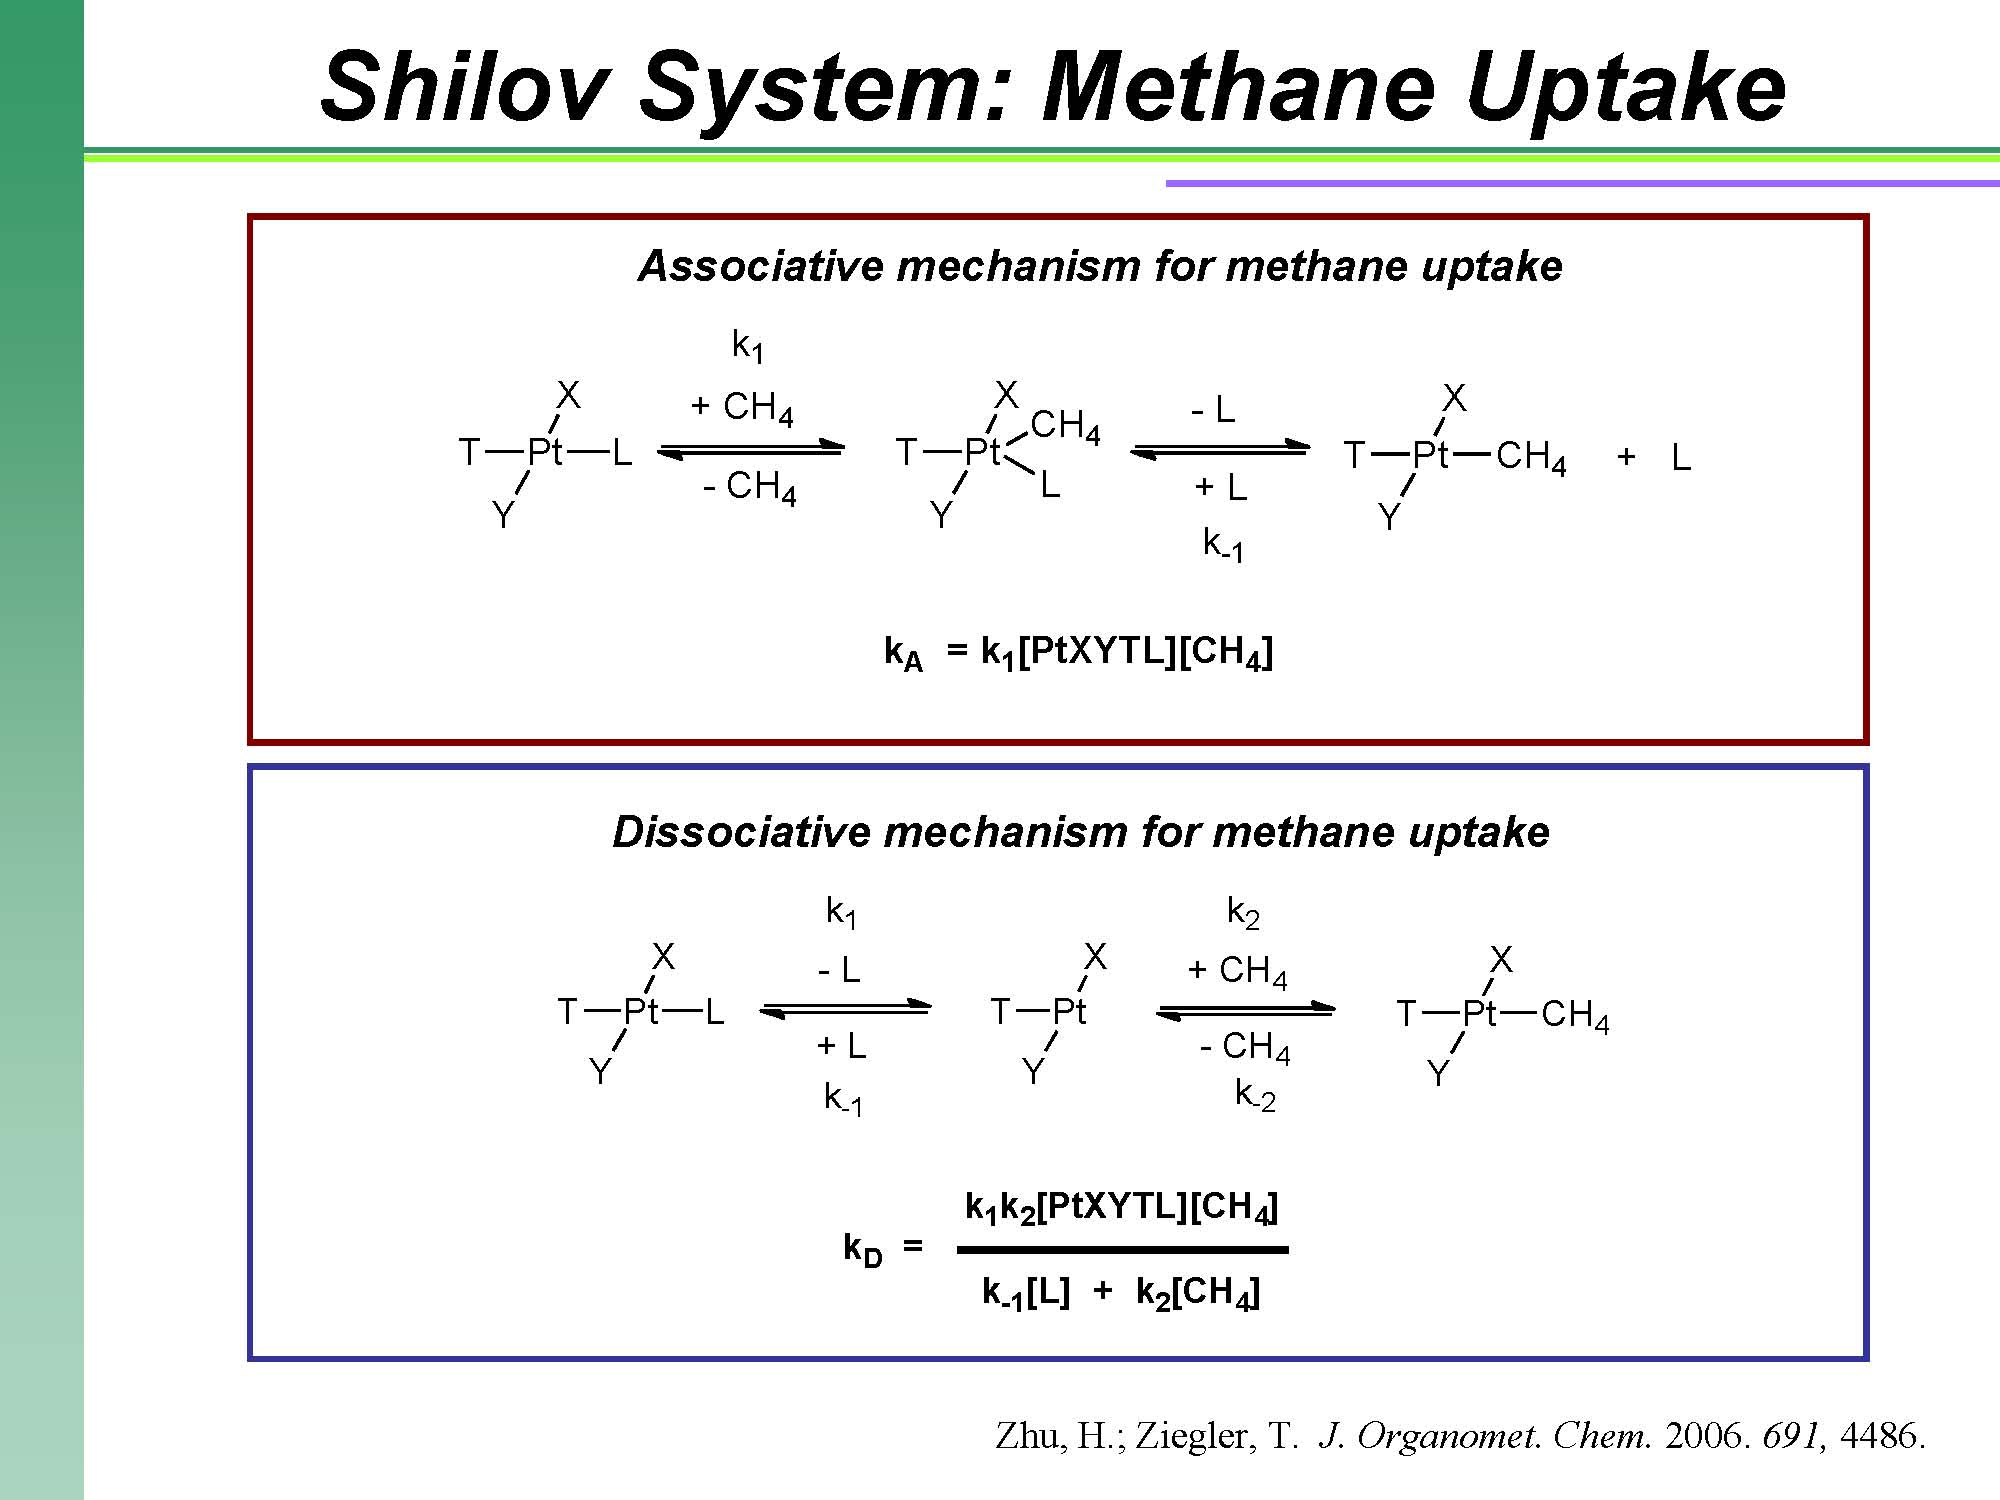 Shilov System: Methane Uptake
Associative mechanism for methane uptake
k1
+ CH4
- CH4
X
T Pt L
Y
X
CH4
T Pt
L
Y
- L
+ L
k-1
X
T Pt CH4 + L
Y
kA = k1[PtXYTL][CH4]
Dissociative mechanism for methane uptake
X
T Pt L
Y
k1
- L
+ L
k-1
X
T Pt
Y
k2
+ CH4
- CH4
k-2
X
T Pt CH4
Y
k1k2[PtXYTL][CH4]
kD =
k-1[L] + k2[CH4]
Zhu, H.; Ziegler, T. J. Organomet. Chem. 2006. 691, 4486.